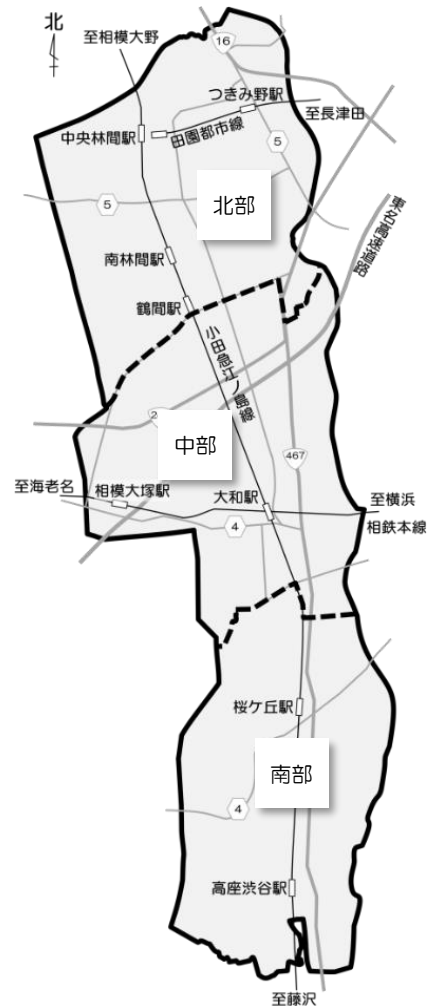 北
至相模大野
16
つきみ野駅
至長津田
中央林間駅
田園都市線
5
東名高速道路
5
北部
南林間駅
鶴間駅
小田急江ノ島線
2
中部
467
至海老名
相模大塚駅
大和駅
至横浜
相鉄本線
4
桜ケ丘駅
南部
4
高座渋谷駅
至藤沢